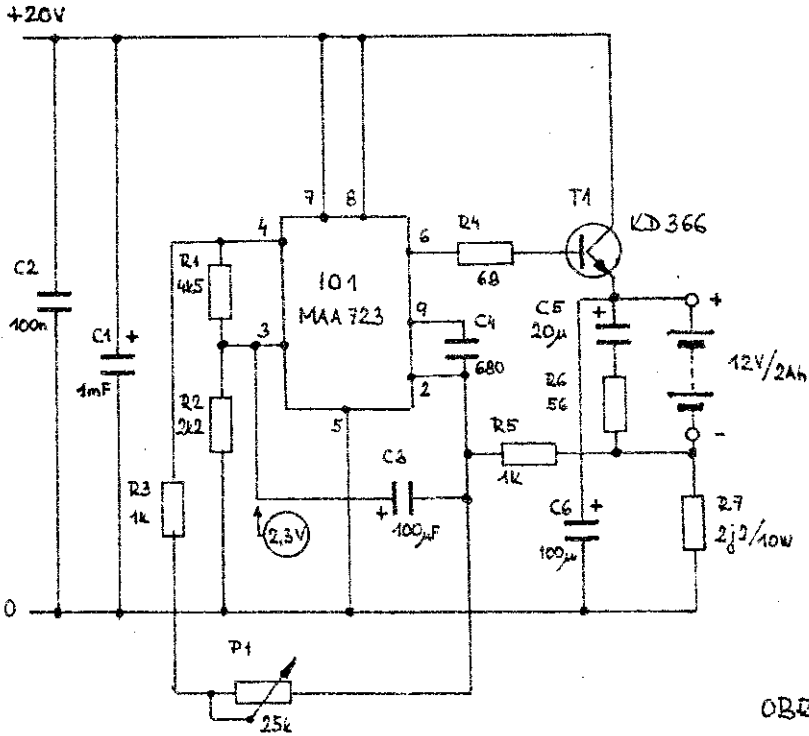 +20V
T1
KD 366
7
8
4
6
R4
68
R1
4k5
IO1
MAA 723
C2
100n
C1
+
1mF
3
9
C4
680
2
C5
+
20μ
+
12V/2Ah
R6
56
-
R2
2k2
5
R5
1k
C3
+
100μF
R3
1k
2,3V
C6
+
100μ
R7
2j2/10W
0
P1
25k